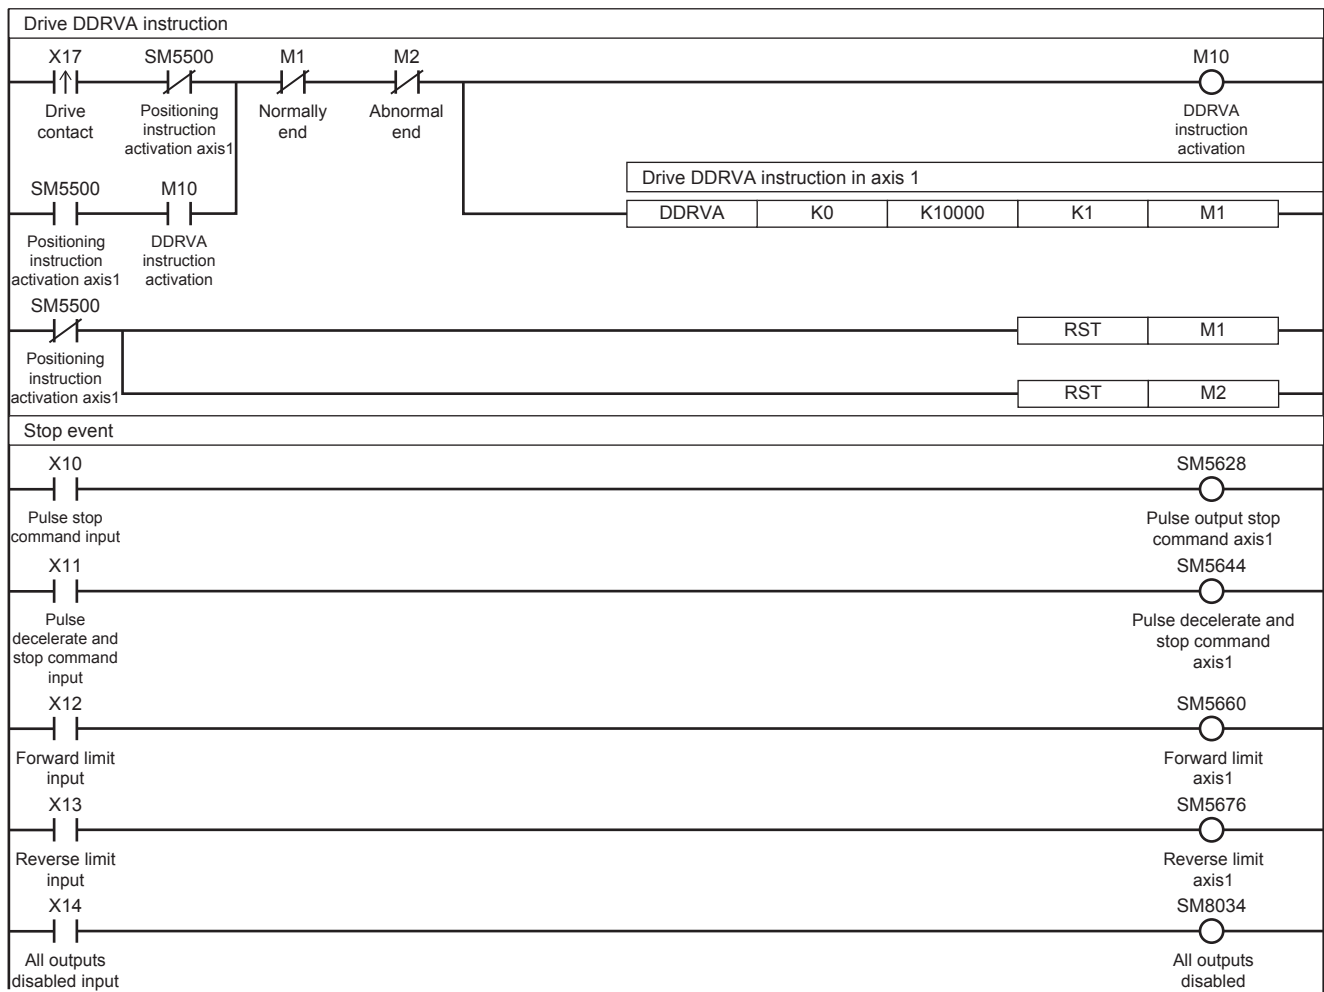 Drive DDRVA instruction
X17 SM5500 M1 M2 M10
Drive contact
Positioning instruction activation axis1
Normally end
Abnormal end
DDRVA instruction activation
Drive DDRVA instruction in axis 1
SM5500 M10
DDRVA K0 K10000 K1 M1
Positioning instruction activation axis1
DDRVA instruction activation
SM5500
RST M1
Positioning instruction activation axis1
RST M2
Stop event
X10 SM5628
Pulse stop command input
Pulse output stop command axis1
X11 SM5644
Pulse decelerate and stop command input
Pulse decelerate and stop command axis1
X12 SM5660
Forward limit input
Forward limit axis1
X13 SM5676
Reverse limit input
Reverse limit axis1
X14 SM8034
All outputs disabled input
All outputs disabled